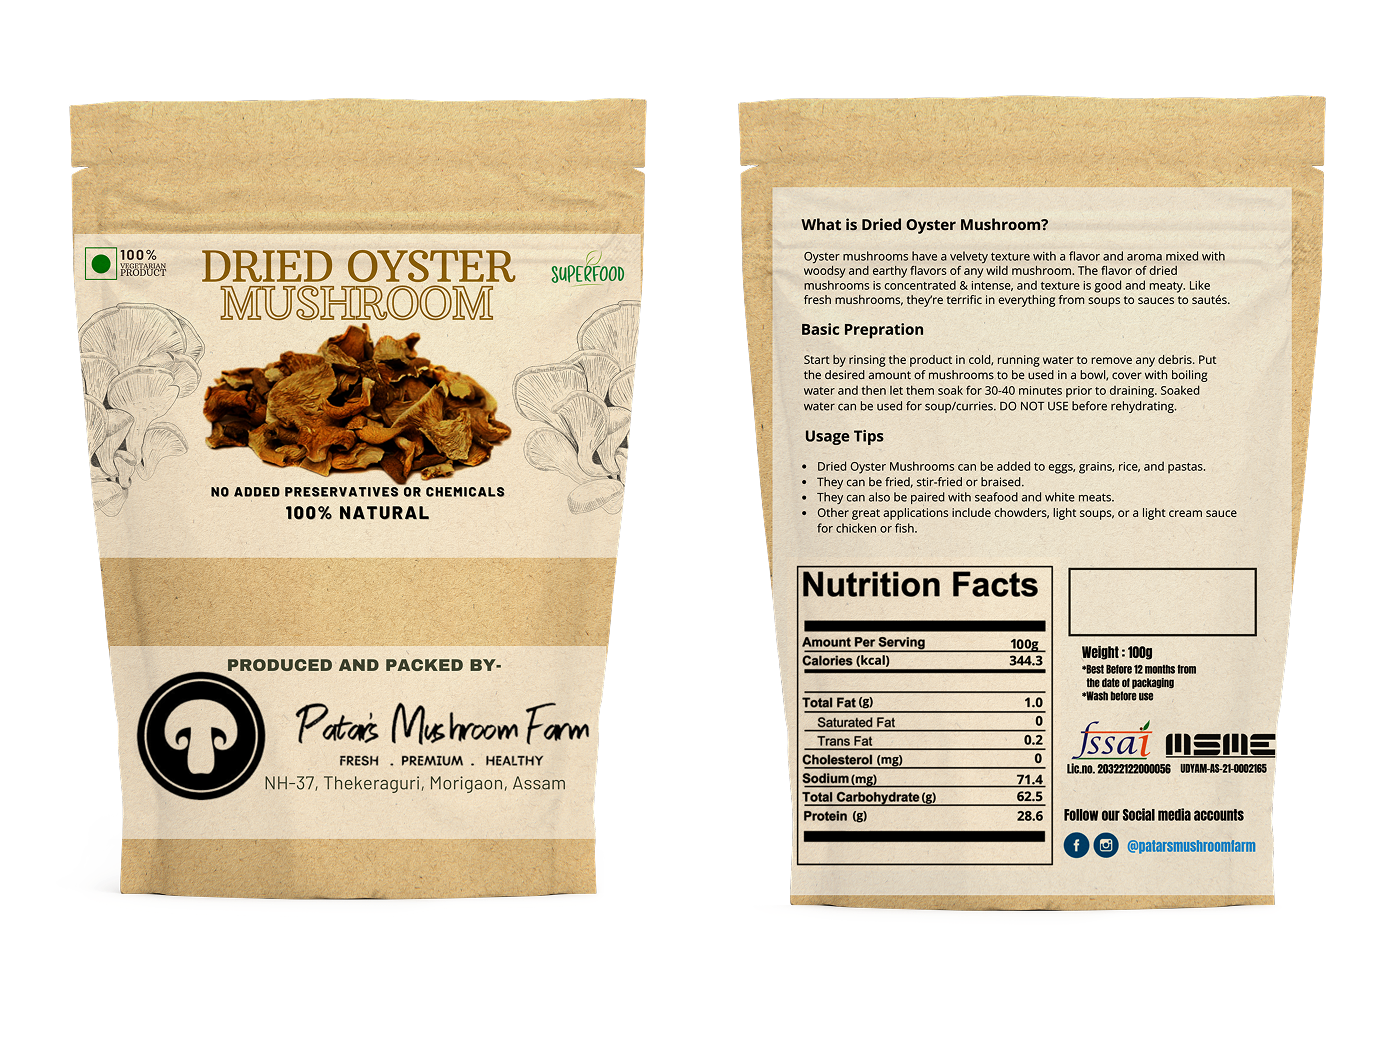 100%
VEGETARIAN
PRODUCT
DRIED OYSTER
MUSHROOM
SUPERFOOD
NO ADDED PRESERVATIVES OR CHEMICALS
100% NATURAL
PRODUCED AND PACKED BY-
Patar's Mushroom Farm
FRESH . PREMIUM . HEALTHY
NH-37, Thekeraguri, Morigaon, Assam
What is Dried Oyster Mushroom?
Oyster mushrooms have a velvety texture with a flavor and aroma mixed with
woodsy and earthy flavors of any wild mushroom. The flavor of dried
mushrooms is concentrated & intense, and texture is good and meaty. Like
fresh mushrooms, they're terrific in everything from soups to sauces to sautés.
Basic Prepration
Start by rinsing the product in cold, running water to remove any debris. Put
the desired amount of mushrooms to be used in a bowl, cover with boiling
water and then let them soak for 30-40 minutes prior to draining. Soaked
water can be used for soup/curries. DO NOT USE before rehydrating.
Usage Tips
• Dried Oyster Mushrooms can be added to eggs, grains, rice, and pastas.
• They can be fried, stir-fried or braised.
• They can also be paired with seafood and white meats.
• Other great applications include chowders, light soups, or a light cream sauce
for chicken or fish.
Nutrition Facts
Amount Per Serving 100g
Calories (kcal) 344.3
Total Fat (g) 1.0
Saturated Fat 0
Trans Fat 0.2
Cholesterol (mg) 0
Sodium (mg) 71.4
Total Carbohydrate (g) 62.5
Protein (g) 28.6
Weight : 100g
*Best Before 12 months from
the date of packaging
*Wash before use
fssai
Lic.no. 20322122000056
MSME
UDYAM-AS-21-0002165
Follow our Social media accounts
@patarsmushroomfarm